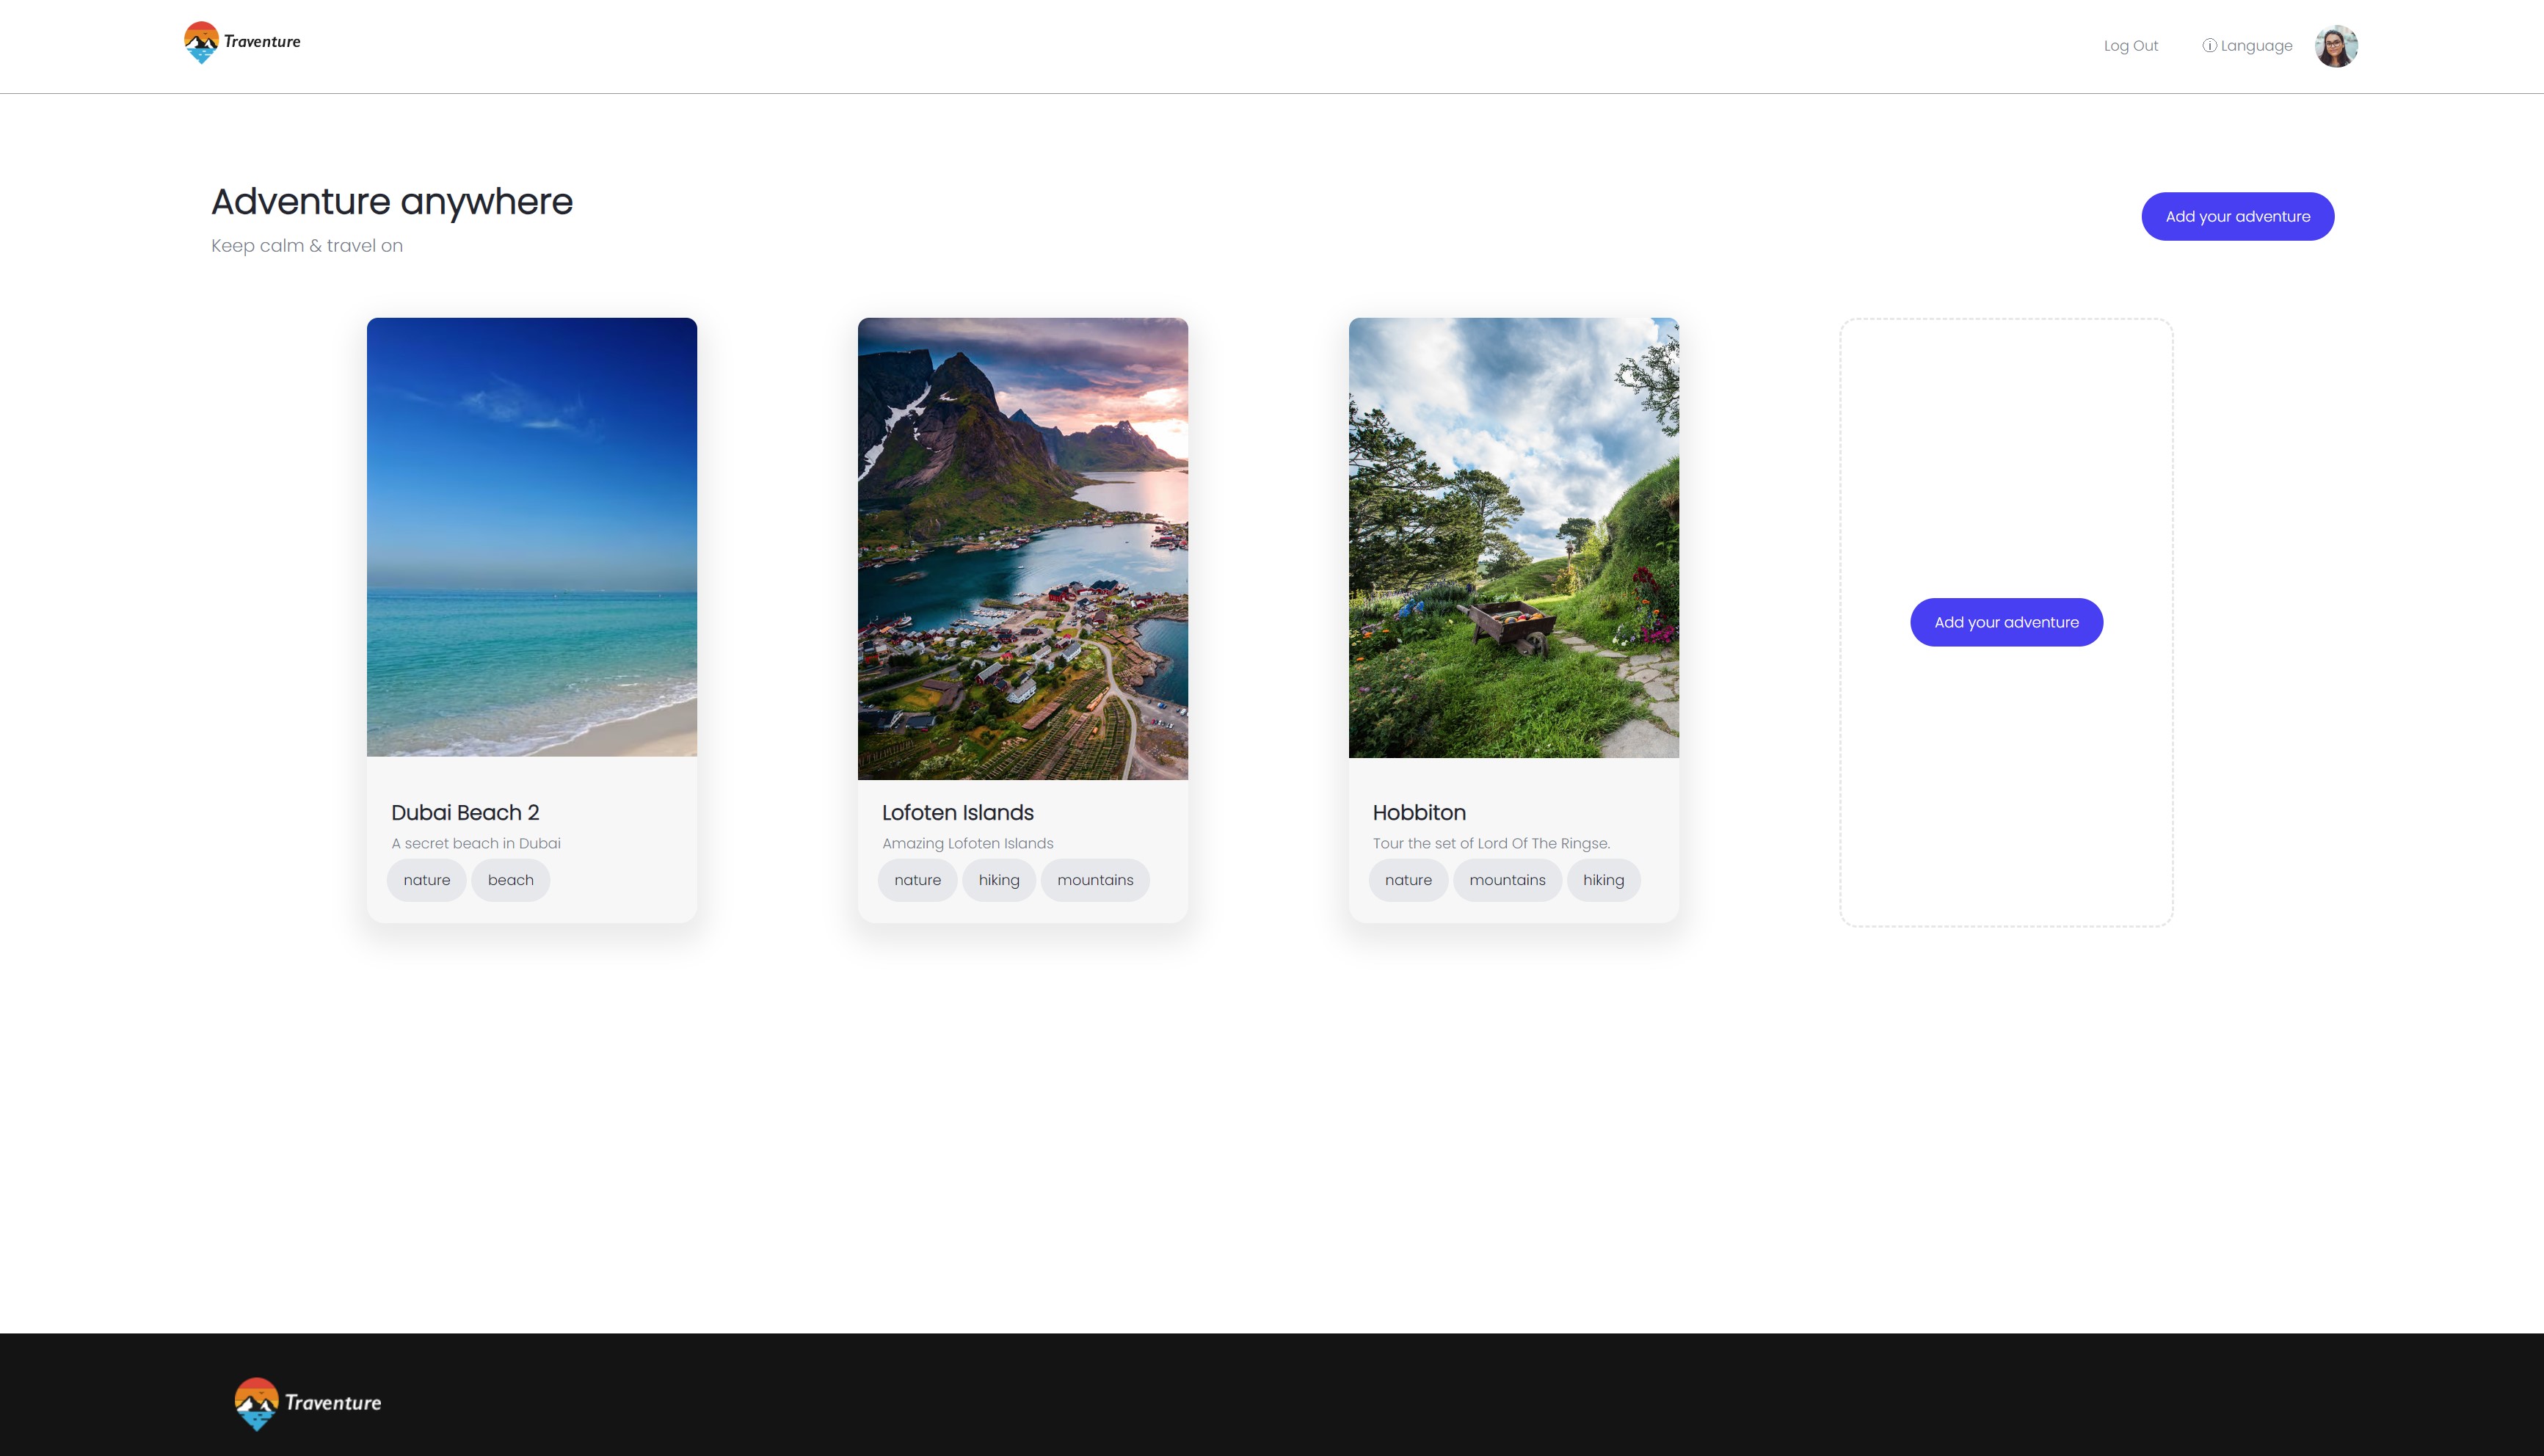 Traventure
Log Out
Language
Adventure anywhere
Add your adventure
Keep calm & travel on
Add your adventure
Dubai Beach 2
A secret beach in Dubai
nature beach
Lofoten Islands
Amazing Lofoten Islands
nature hiking mountains
Hobbiton
Tour the set of Lord Of The Ringse.
nature mountains hiking
Traventure